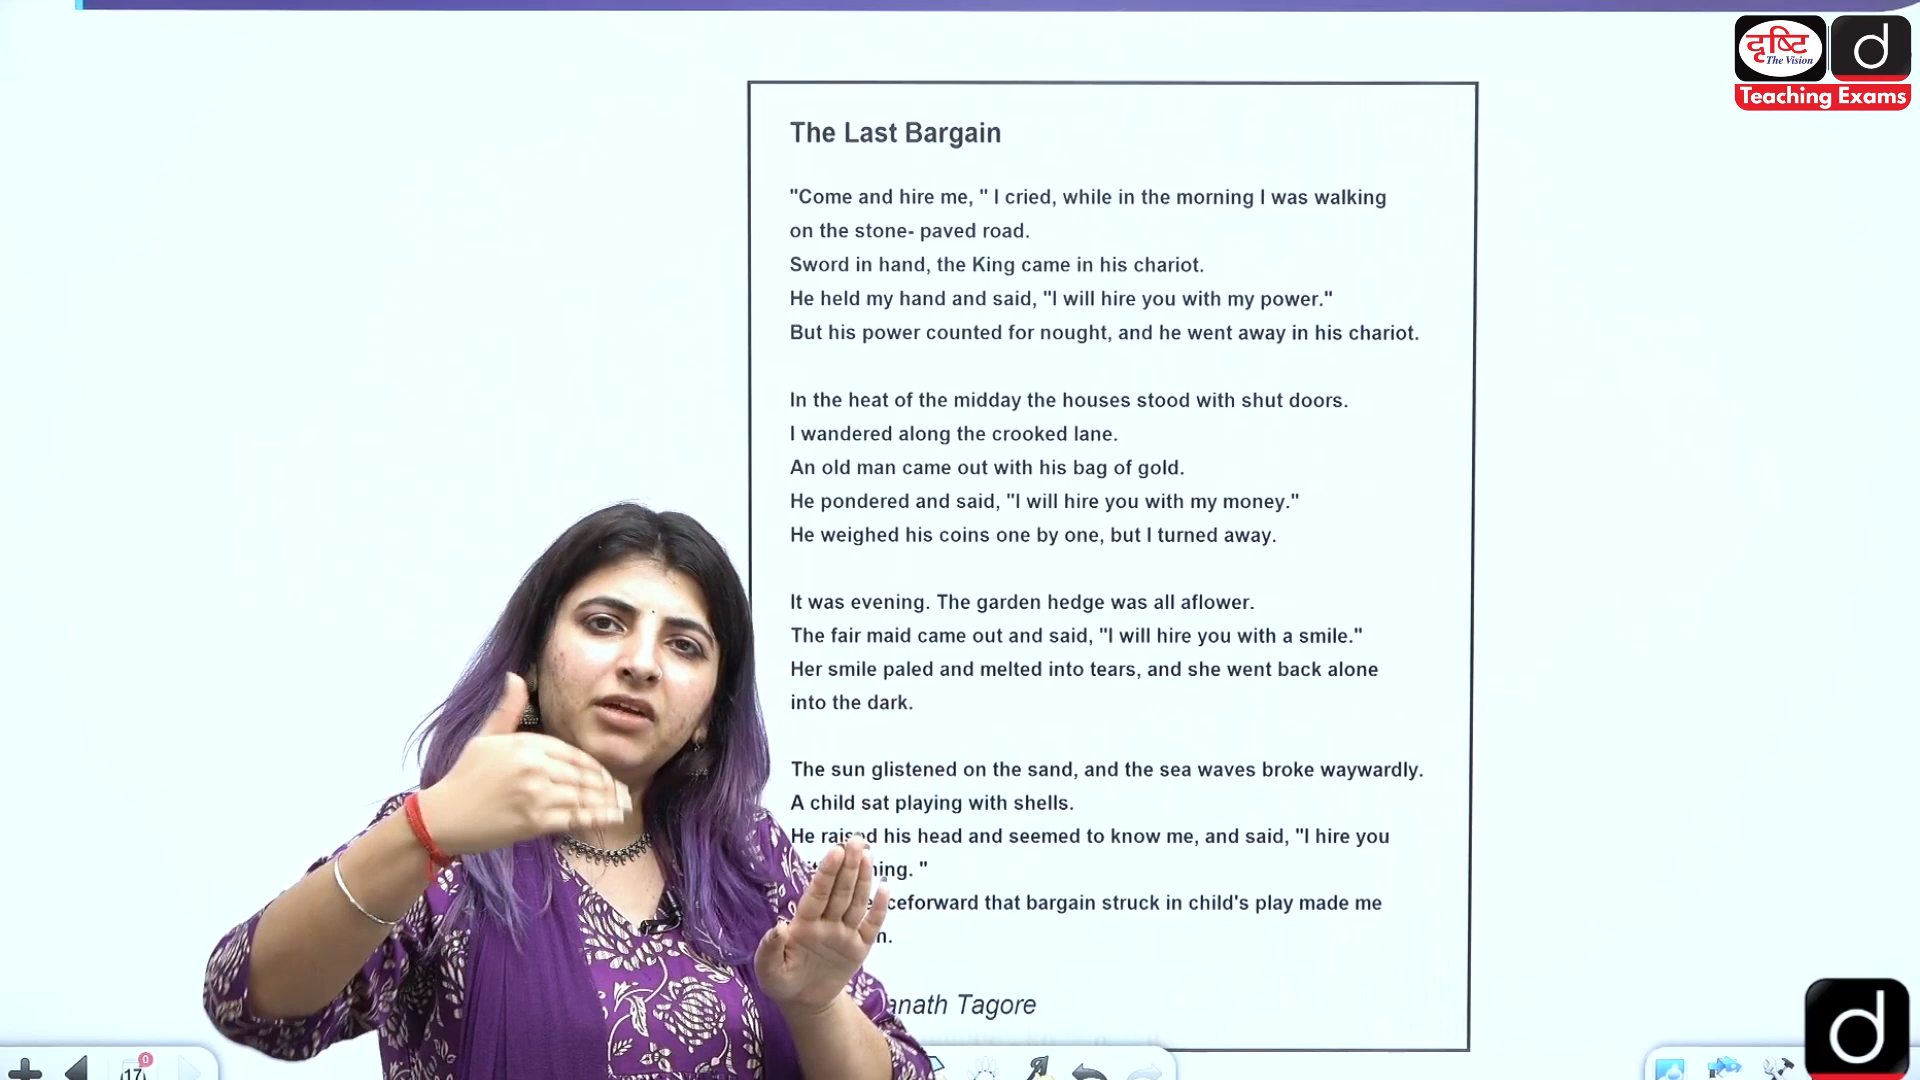 दृष्टि
The Vision
d
Teaching Exams
The Last Bargain
"Come and hire me, " I cried, while in the morning I was walking
on the stone- paved road.
Sword in hand, the King came in his chariot.
He held my hand and said, "I will hire you with my power."
But his power counted for nought, and he went away in his chariot.
In the heat of the midday the houses stood with shut doors.
I wandered along the crooked lane.
An old man came out with his bag of gold.
He pondered and said, "I will hire you with my money."
He weighed his coins one by one, but I turned away.
It was evening. The garden hedge was all aflower.
The fair maid came out and said, "I will hire you with a smile."
Her smile paled and melted into tears, and she went back alone
into the dark.
The sun glistened on the sand, and the sea waves broke waywardly.
A child sat playing with shells.
He raised his head and seemed to know me, and said, "I hire you
"
that bargain struck in child's play made me
Tagore
17
0
d